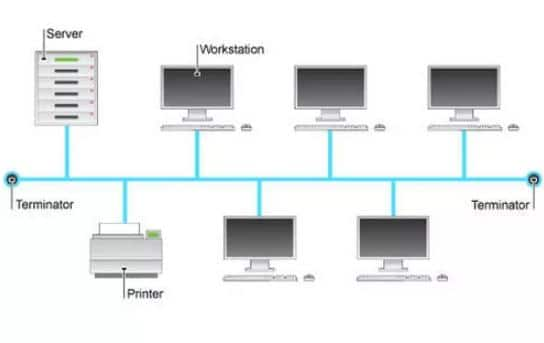 Server
Workstation
Terminator
Terminator
Printer